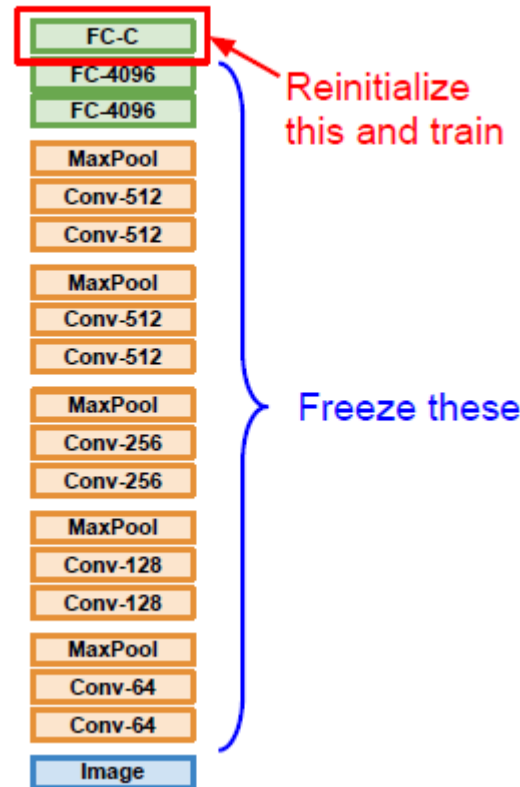 FC-C
FC-4096
FC-4096
MaxPool
Conv-512
Conv-512
MaxPool
Conv-512
Conv-512
MaxPool
Conv-256
Conv-256
MaxPool
Conv-128
Conv-128
MaxPool
Conv-64
Conv-64
Image
Reinitialize
this and train
Freeze these